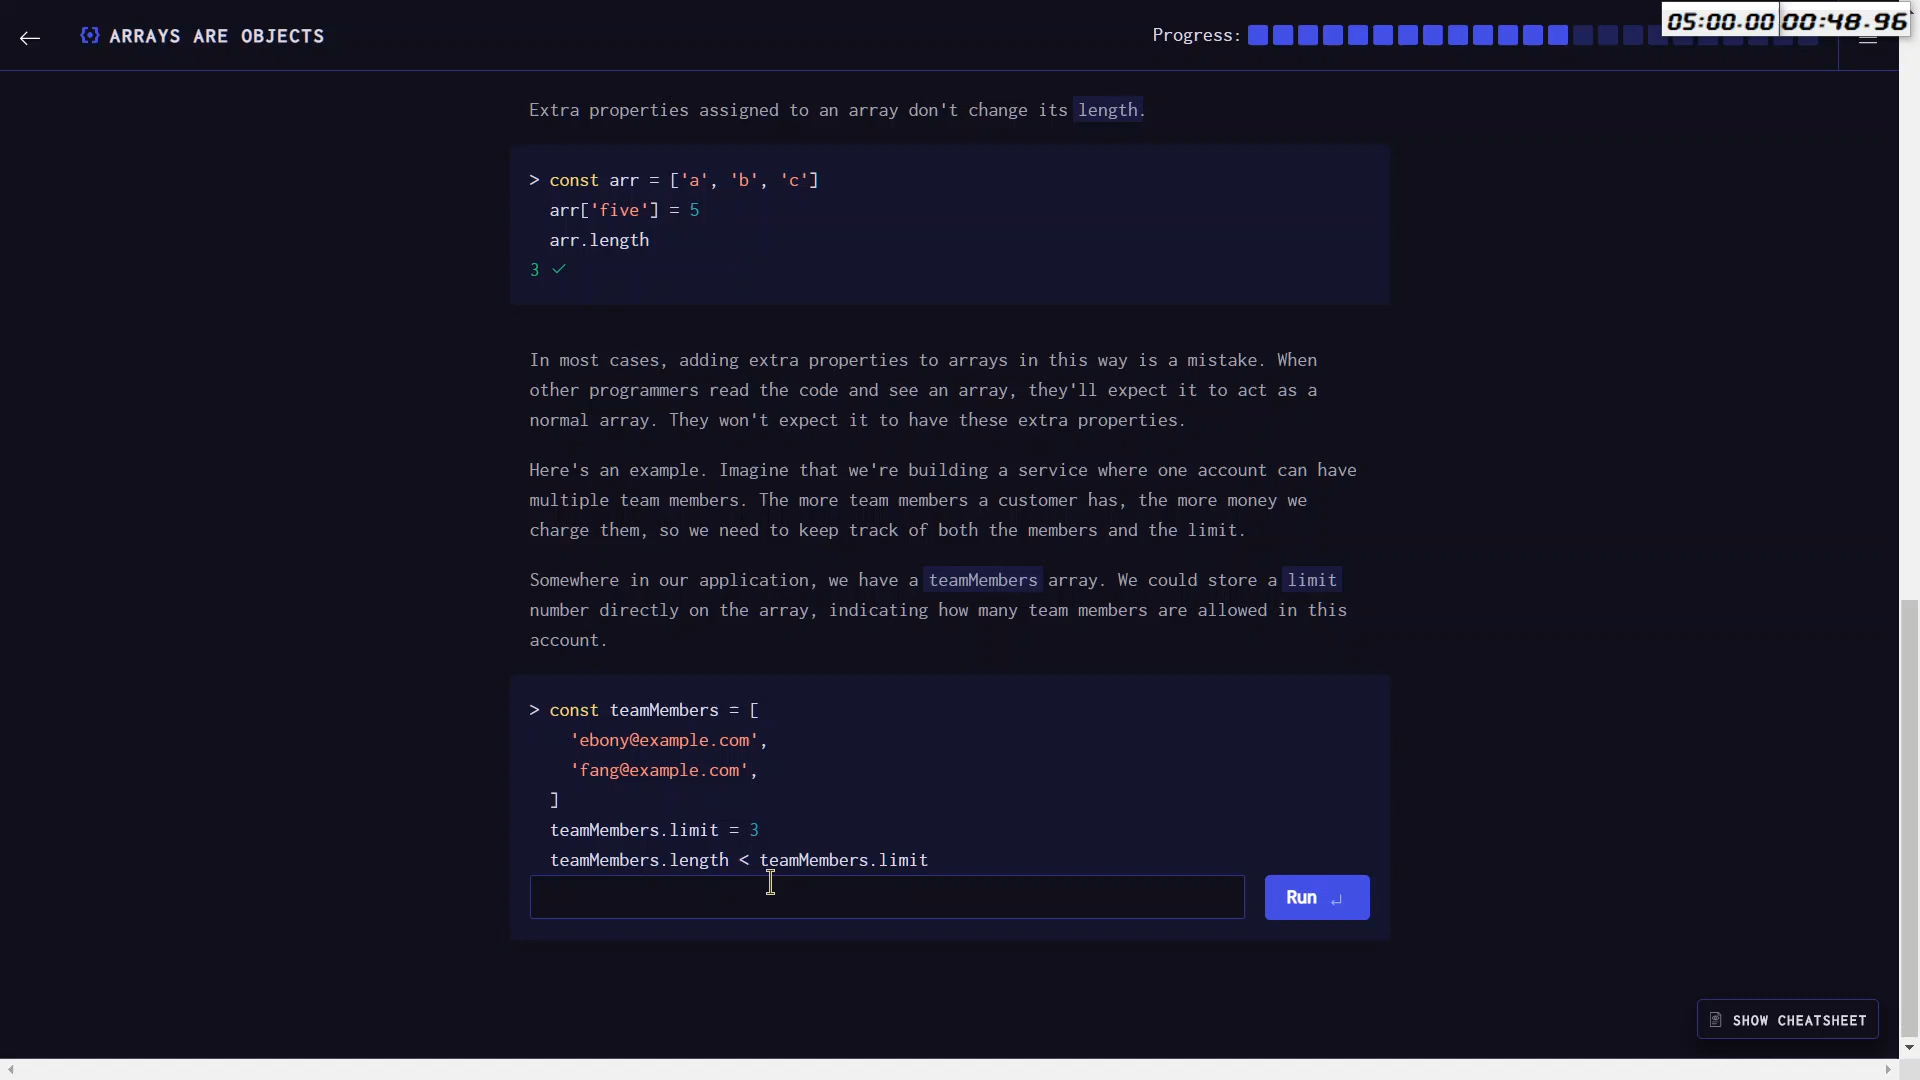 ARRAYS ARE OBJECTS
Progress:
05:00.00 00:48.96
Extra properties assigned to an array don't change its length.
> const arr = ['a', 'b', 'c']
arr['five'] = 5
arr.length
3 ✓
In most cases, adding extra properties to arrays in this way is a mistake. When
other programmers read the code and see an array, they'll expect it to act as a
normal array. They won't expect it to have these extra properties.
Here's an example. Imagine that we're building a service where one account can have
multiple team members. The more team members a customer has, the more money we
charge them, so we need to keep track of both the members and the limit.
Somewhere in our application, we have a teamMembers array. We could store a limit
number directly on the array, indicating how many team members are allowed in this
account.
> const teamMembers = [
'ebony@example.com',
'fang@example.com',
]
teamMembers.limit = 3
teamMembers.length < teamMembers.limit
Run
SHOW CHEATSHEET